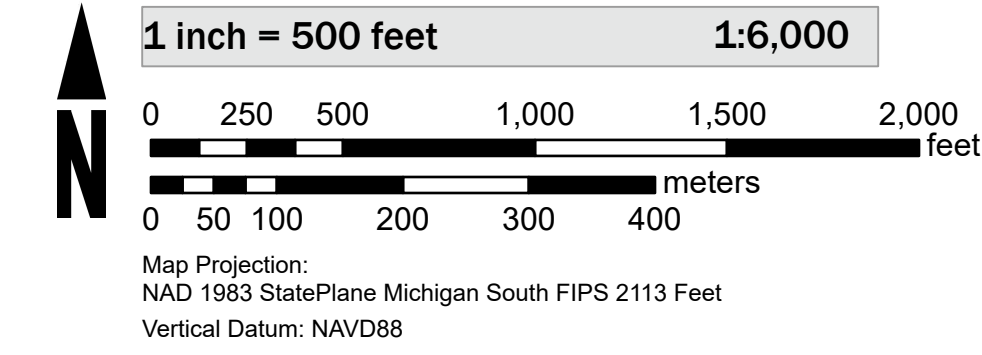 1 inch = 500 feet 1:6,000
0 250 500 1,000 1,500 2,000
feet
N
meters
0 50 100 200 300 400
Map Projection:
NAD 1983 StatePlane Michigan South FIPS 2113 Feet
Vertical Datum: NAVD88